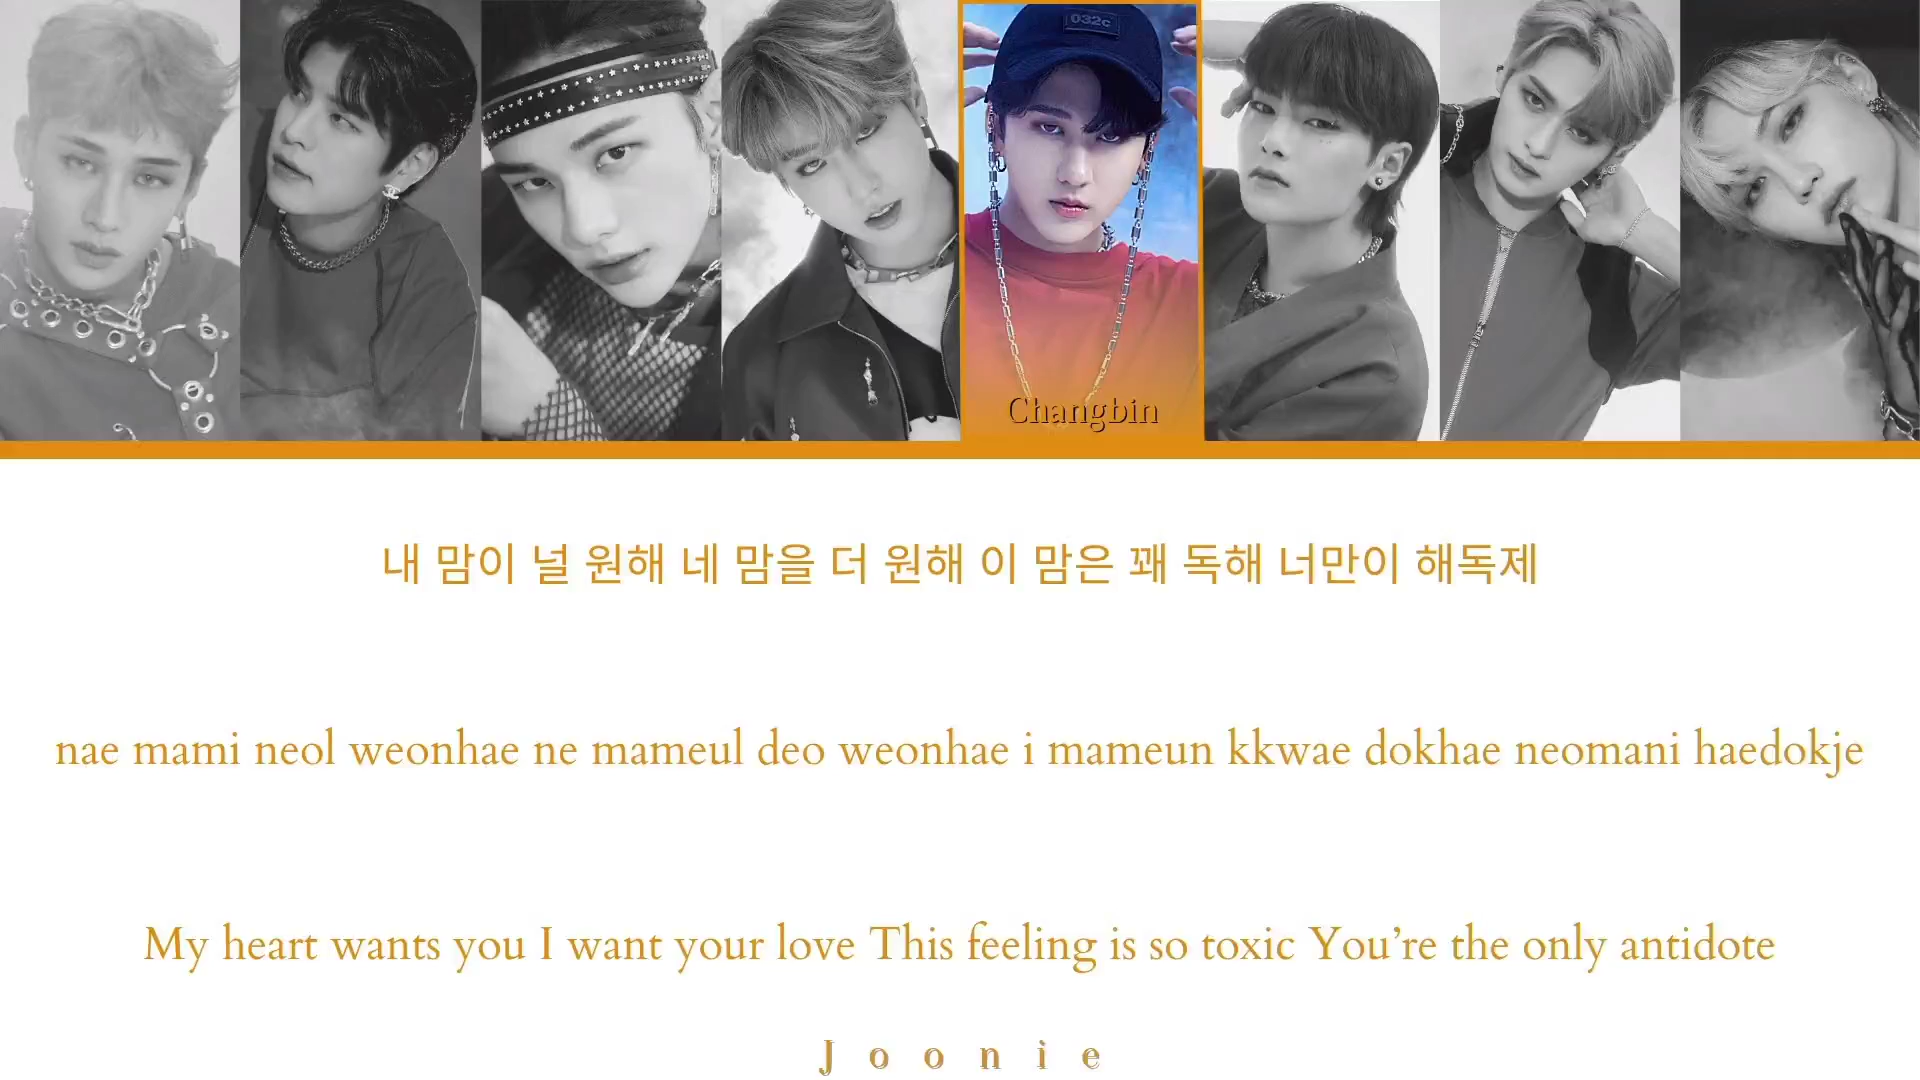 032c
Changbin
내 맘이 널 원해 네 맘을 더 원해 이 맘은 꽤 독해 너만이 해독제
nae mami neol weonhae ne mameul deo weonhae i mameun kkwae dokhae neomani haedokje
My heart wants you I want your love This feeling is so toxic You’re the only antidote
Joonie